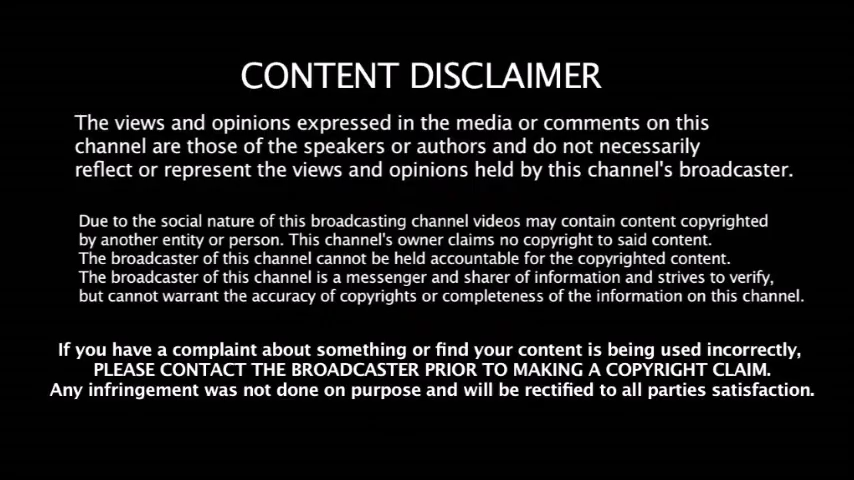 CONTENT DISCLAIMER
The views and opinions expressed in the media or comments on this
channel are those of the speakers or authors and do not necessarily
reflect or represent the views and opinions held by this channel's broadcaster.
Due to the social nature of this broadcasting channel videos may contain content copyrighted
by another entity or person. This channel's owner claims no copyright to said content.
The broadcaster of this channel cannot be held accountable for the copyrighted content.
The broadcaster of this channel is a messenger and sharer of information and strives to verify,
but cannot warrant the accuracy of copyrights or completeness of the information on this channel.
If you have a complaint about something or find your content is being used incorrectly,
PLEASE CONTACT THE BROADCASTER PRIOR TO MAKING A COPYRIGHT CLAIM.
Any infringement was not done on purpose and will be rectified to all parties satisfaction.